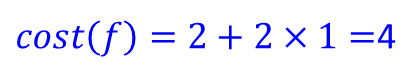 cost(f) = 2 + 2 × 1 =4